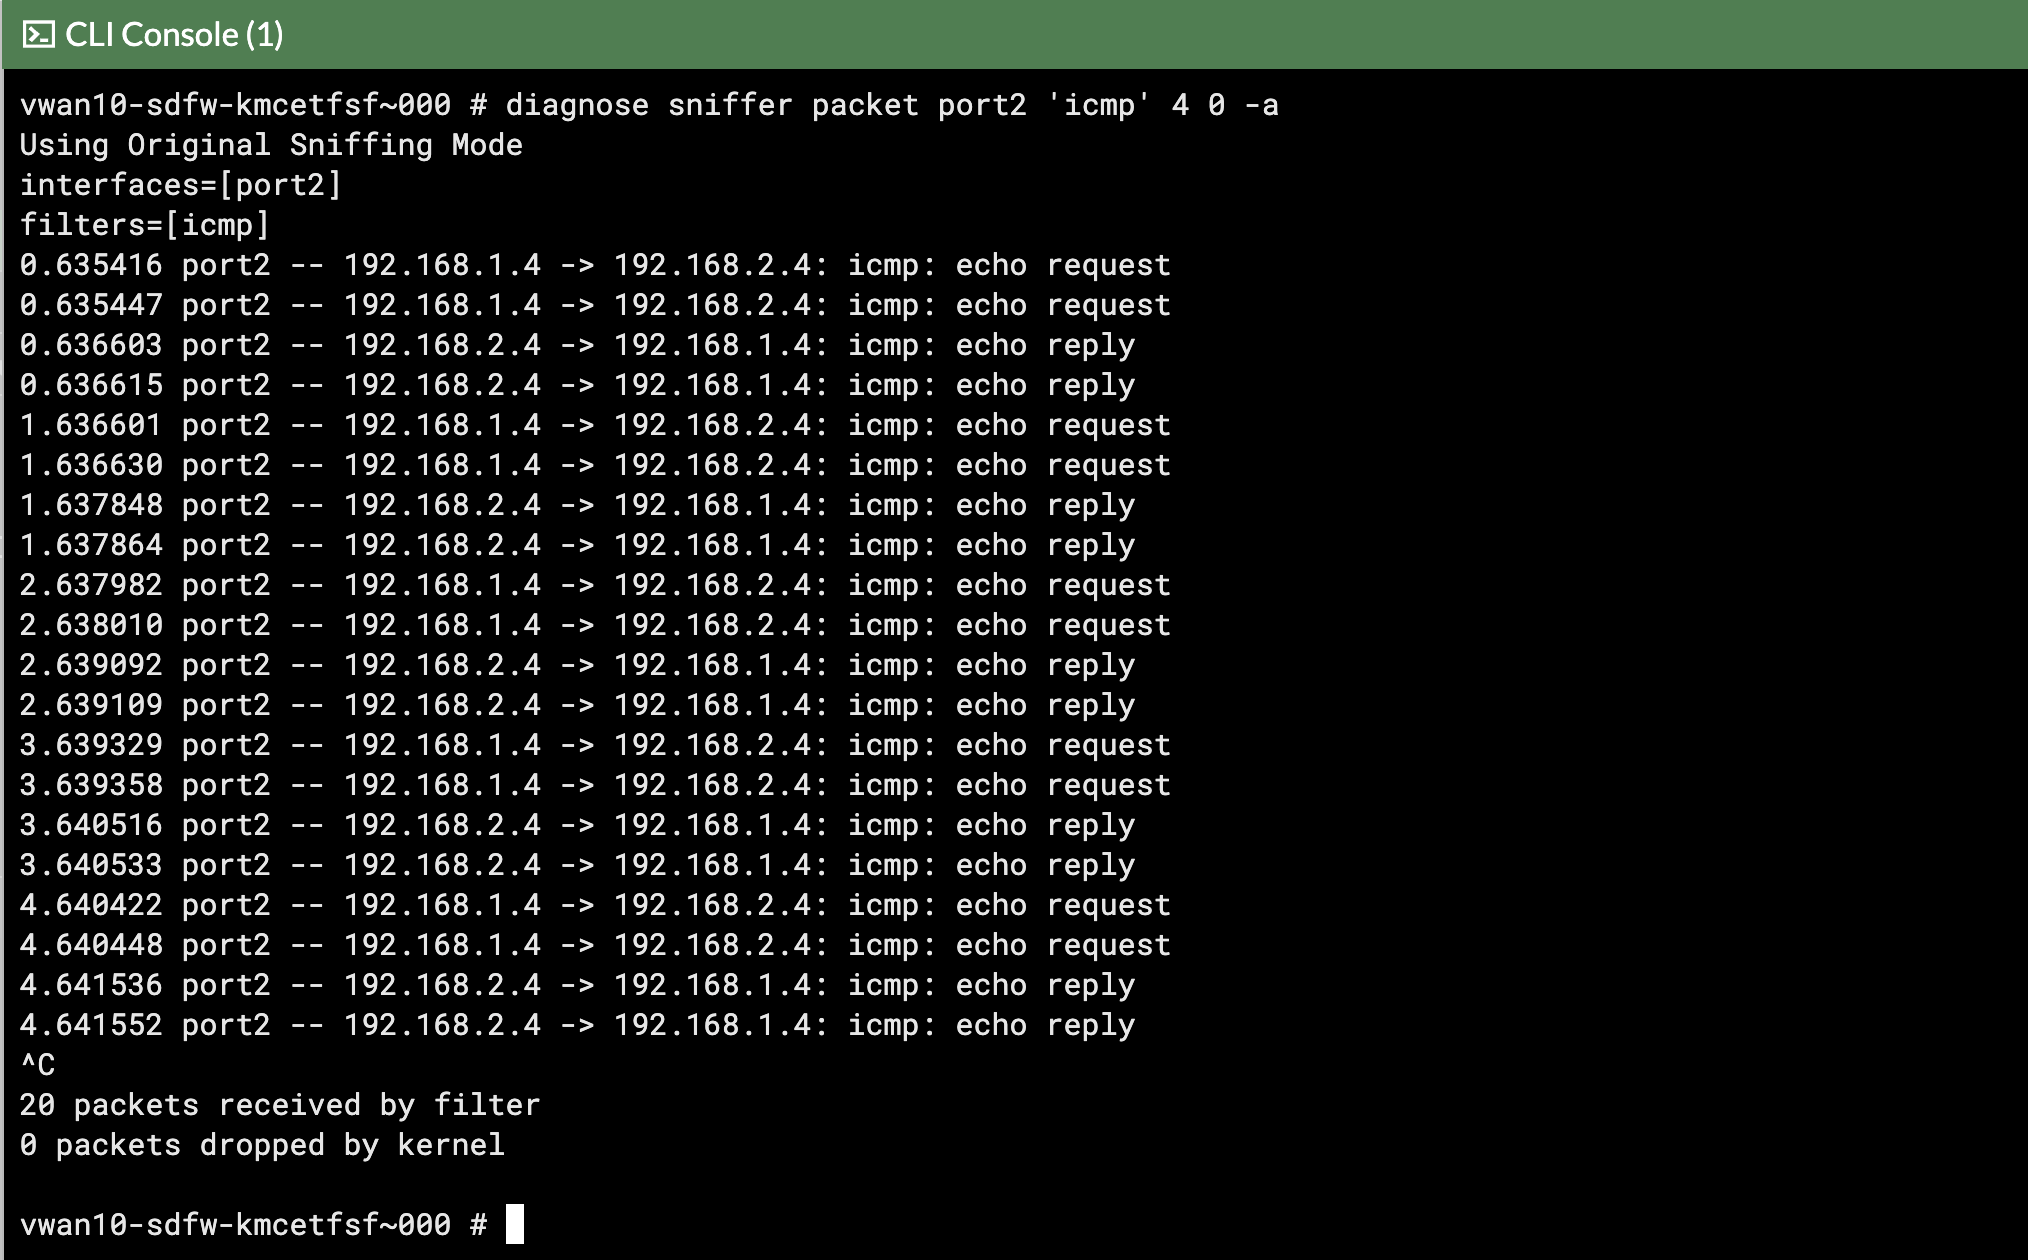 CLI Console (1)
vwan10-sdfw-kmcetfsf~000 # diagnose sniffer packet port2 'icmp' 4 0 -a
Using Original Sniffing Mode
interfaces=[port2]
filters=[icmp]
0.635416 port2 -- 192.168.1.4 -> 192.168.2.4: icmp: echo request
0.635447 port2 -- 192.168.1.4 -> 192.168.2.4: icmp: echo request
0.636603 port2 -- 192.168.2.4 -> 192.168.1.4: icmp: echo reply
0.636615 port2 -- 192.168.2.4 -> 192.168.1.4: icmp: echo reply
1.636601 port2 -- 192.168.1.4 -> 192.168.2.4: icmp: echo request
1.636630 port2 -- 192.168.1.4 -> 192.168.2.4: icmp: echo request
1.637848 port2 -- 192.168.2.4 -> 192.168.1.4: icmp: echo reply
1.637864 port2 -- 192.168.2.4 -> 192.168.1.4: icmp: echo reply
2.637982 port2 -- 192.168.1.4 -> 192.168.2.4: icmp: echo request
2.638010 port2 -- 192.168.1.4 -> 192.168.2.4: icmp: echo request
2.639092 port2 -- 192.168.2.4 -> 192.168.1.4: icmp: echo reply
2.639109 port2 -- 192.168.2.4 -> 192.168.1.4: icmp: echo reply
3.639329 port2 -- 192.168.1.4 -> 192.168.2.4: icmp: echo request
3.639358 port2 -- 192.168.1.4 -> 192.168.2.4: icmp: echo request
3.640516 port2 -- 192.168.2.4 -> 192.168.1.4: icmp: echo reply
3.640533 port2 -- 192.168.2.4 -> 192.168.1.4: icmp: echo reply
4.640422 port2 -- 192.168.1.4 -> 192.168.2.4: icmp: echo request
4.640448 port2 -- 192.168.1.4 -> 192.168.2.4: icmp: echo request
4.641536 port2 -- 192.168.2.4 -> 192.168.1.4: icmp: echo reply
4.641552 port2 -- 192.168.2.4 -> 192.168.1.4: icmp: echo reply
^C
20 packets received by filter
0 packets dropped by kernel
vwan10-sdfw-kmcetfsf~000 #